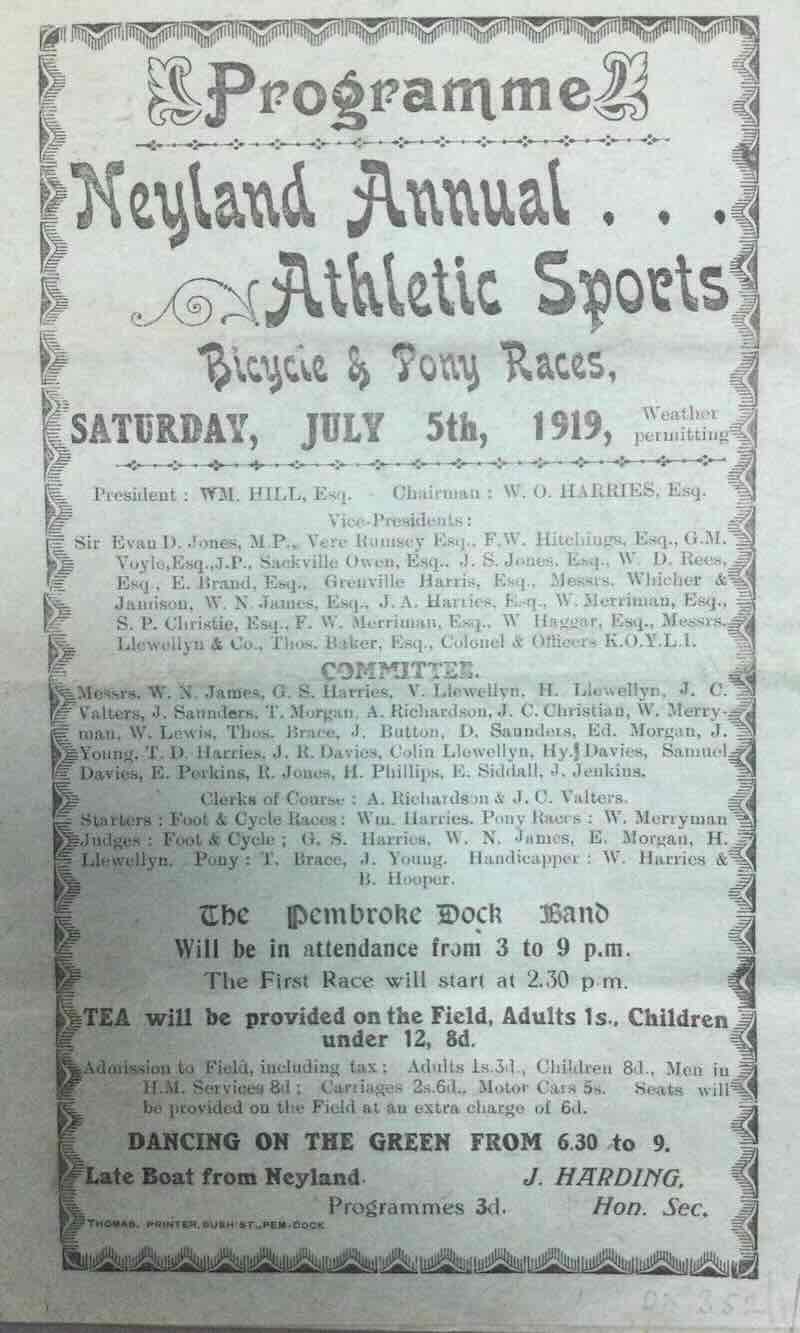 Programme
Neyland Annual . . .
Athletic Sports
Bicycle & Pony Races,
SATURDAY, JULY 5th, 1919, Weather permitting
President : WM. HILL, Esq. Chairman : W. O. HARRIES, Esq.
Vice-Presidents :
Sir Evan D. Jones, M.P., Vere Rumsey Esq., F.W. Hitchings, Esq., G.M.
Voyle,Esq.,J.P., Sackville Owen, Esq., J. S. Jones, Esq., W. D. Rees,
Esq., E. Brand, Esq., Grenville Harris, Esq., Messrs. Whicher &
Jamison, W. N. James, Esq., J. A. Harries, Esq., W. Merriman, Esq.,
S. P. Christie, Esq., F. W. Merriman, Esq., W Haggar, Esq., Messrs.
Llewellyn & Co., Thos. Baker, Esq., Colonel & Officers K.O.Y.L.I.
COMMITTEE.
Messrs. W. N. James, G. S. Harries, V. Llewellyn, H. Llewellyn, J. C.
Valters, J. Saunders, T. Morgan, A. Richardson, J. C. Christian, W. Merry-
man, W. Lewis, Thos. Brace, J. Button, D. Saunders, Ed. Morgan, J.
Young, T. D. Harries, J. R. Davies, Colin Llewellyn, Hy. Davies, Samuel
Davies, E. Perkins, R. Jones, H. Phillips, E. Siddall, J. Jenkins.
Clerks of Course : A. Richardson & J. C. Valters.
Starters : Foot & Cycle Races : Wm. Harries. Pony Races : W. Merryman
Judges : Foot & Cycle ; G. S. Harries, W. N. James, E. Morgan, H.
Llewellyn. Pony : T. Brace, J. Young. Handicapper : W. Harries &
B. Hooper.
The Pembroke Dock Band
Will be in attendance from 3 to 9 p.m.
The First Race will start at 2.30 p.m.
TEA will be provided on the Field, Adults 1s., Children
under 12, 8d.
Admission to Field, including tax : Adults 1s.3d., Children 8d., Men in
H.M. Services 8d ; Carriages 2s.6d., Motor Cars 5s. Seats will
be provided on the Field at an extra charge of 6d.
DANCING ON THE GREEN FROM 6.30 to 9.
Late Boat from Neyland. J. HARDING,
Programmes 3d. Hon. Sec.
THOMAS, PRINTER, BUSH ST., PEM-DOCK